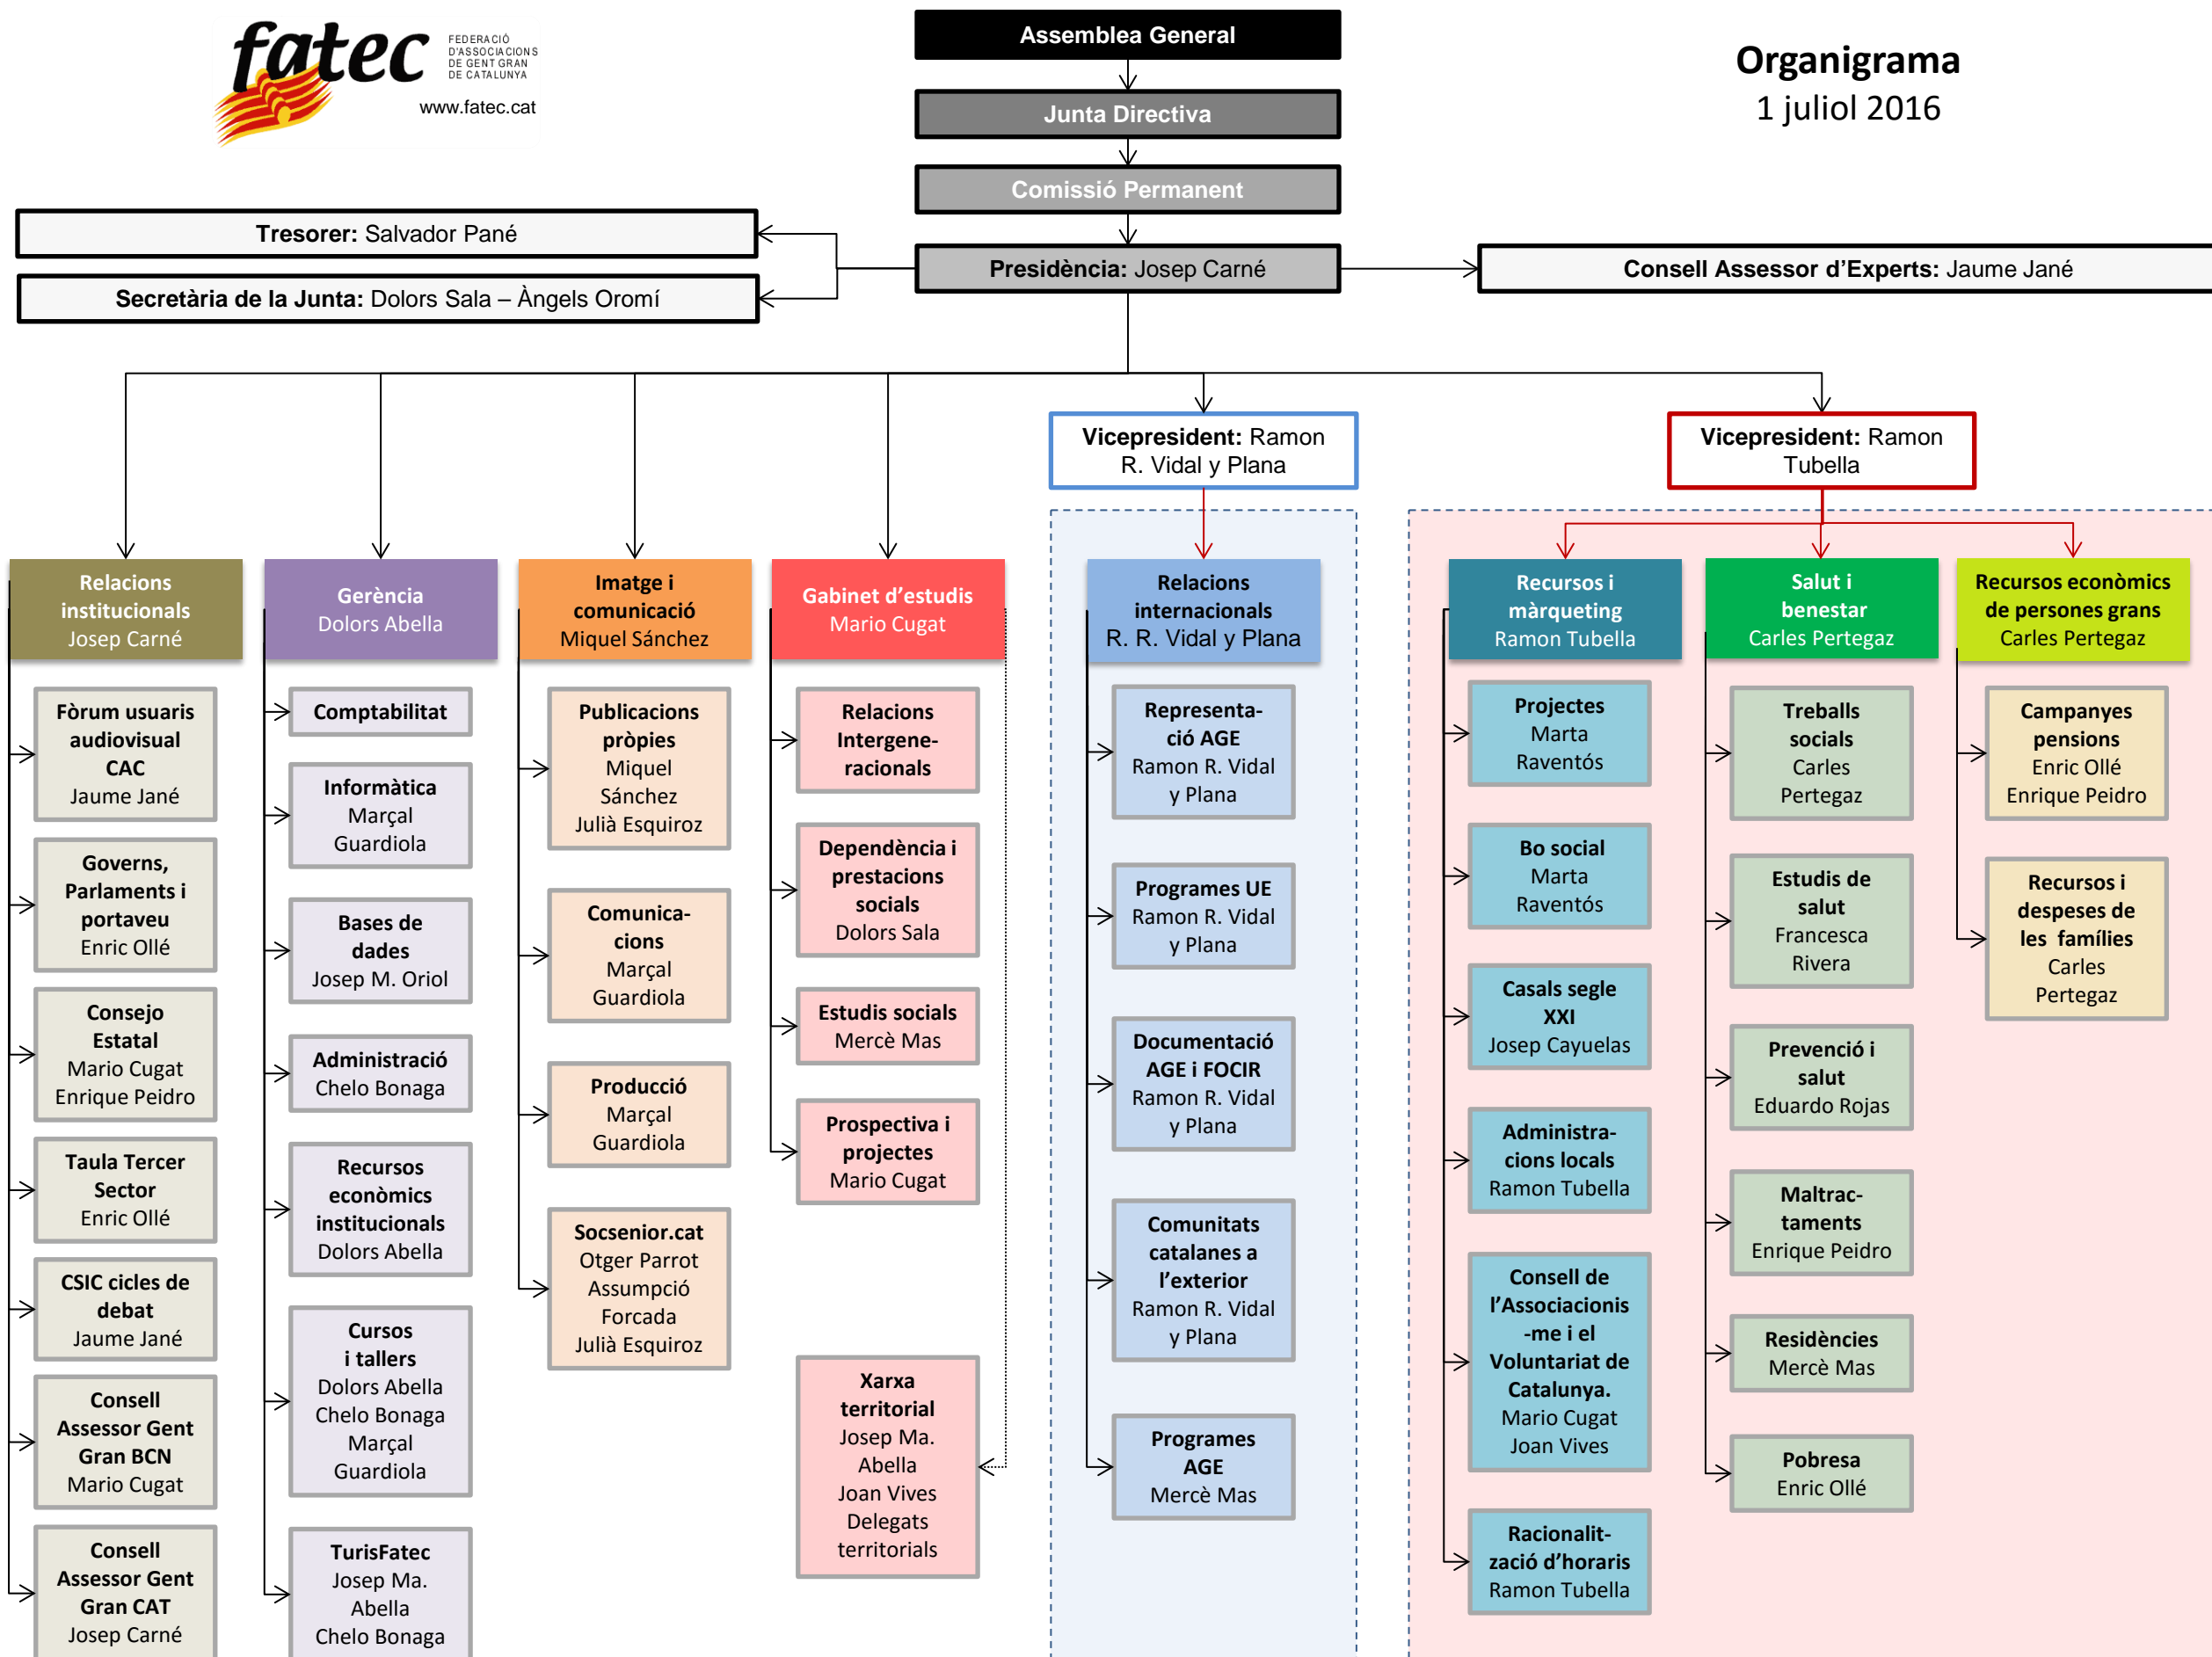 fatec
FEDERACIÓ
D'ASSOCIACIONS
DE GENT GRAN
DE CATALUNYA
www.fatec.cat
Organigrama
1 juliol 2016
Assemblea General
Junta Directiva
Comissió Permanent
Tresorer: Salvador Pané
Presidència: Josep Carné
Consell Assessor d'Experts: Jaume Jané
Secretària de la Junta: Dolors Sala – Àngels Oromí
Vicepresident: Ramon
R. Vidal y Plana
Vicepresident: Ramon
Tubella
Relacions
institucionals
Josep Carné
Fòrum usuaris
audiovisual
CAC
Jaume Jané
Governs,
Parlaments i
portaveu
Enric Ollé
Consejo
Estatal
Mario Cugat
Enrique Peidro
Taula Tercer
Sector
Enric Ollé
CSIC cicles de
debat
Jaume Jané
Consell
Assessor Gent
Gran BCN
Mario Cugat
Consell
Assessor Gent
Gran CAT
Josep Carné
Gerència
Dolors Abella
Comptabilitat
Informàtica
Marçal
Guardiola
Bases de
dades
Josep M. Oriol
Administració
Chelo Bonaga
Recursos
econòmics
institucionals
Dolors Abella
Cursos
i tallers
Dolors Abella
Chelo Bonaga
Marçal
Guardiola
TurisFatec
Josep Ma.
Abella
Chelo Bonaga
Imatge i
comunicació
Miquel Sánchez
Publicacions
pròpies
Miquel
Sánchez
Julià Esquiroz
Comunica-
cions
Marçal
Guardiola
Producció
Marçal
Guardiola
Socsenior.cat
Otger Parrot
Assumpció
Forcada
Julià Esquiroz
Gabinet d'estudis
Mario Cugat
Relacions
Intergene-
racionals
Dependència i
prestacions
socials
Dolors Sala
Estudis socials
Mercè Mas
Prospectiva i
projectes
Mario Cugat
Xarxa
territorial
Josep Ma.
Abella
Joan Vives
Delegats
territorials
Relacions
internacionals
R. R. Vidal y Plana
Representa-
ció AGE
Ramon R. Vidal
y Plana
Programes UE
Ramon R. Vidal
y Plana
Documentació
AGE i FOCIR
Ramon R. Vidal
y Plana
Comunitats
catalanes a
l'exterior
Ramon R. Vidal
y Plana
Programes
AGE
Mercè Mas
Recursos i
màrqueting
Ramon Tubella
Projectes
Marta
Raventós
Bo social
Marta
Raventós
Casals segle
XXI
Josep Cayuelas
Administra-
cions locals
Ramon Tubella
Consell de
l'Associacionis
-me i el
Voluntariat de
Catalunya.
Mario Cugat
Joan Vives
Racionalit-
zació d'horaris
Ramon Tubella
Salut i
benestar
Carles Pertegaz
Treballs
socials
Carles
Pertegaz
Estudis de
salut
Francesca
Rivera
Prevenció i
salut
Eduardo Rojas
Maltrac-
taments
Enrique Peidro
Residències
Mercè Mas
Pobresa
Enric Ollé
Recursos econòmics
de persones grans
Carles Pertegaz
Campanyes
pensions
Enric Ollé
Enrique Peidro
Recursos i
despeses de
les famílies
Carles
Pertegaz